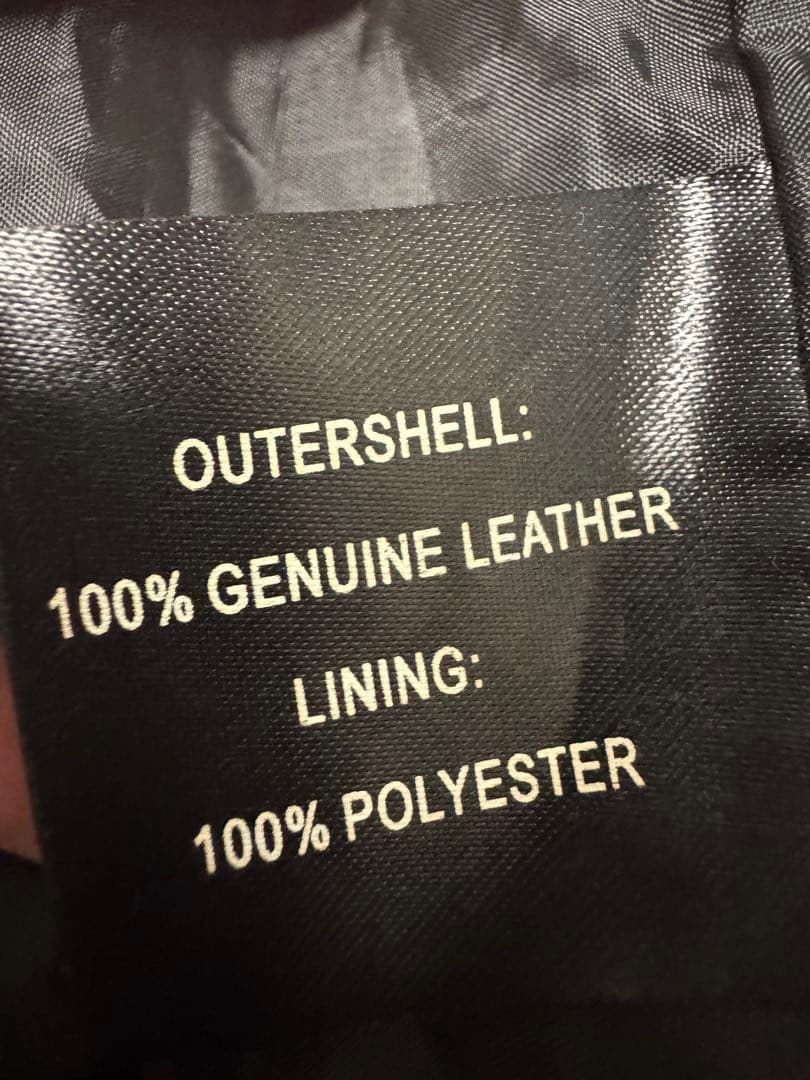 OUTERSHELL:
100% GENUINE LEATHER
LINING:
100% POLYESTER